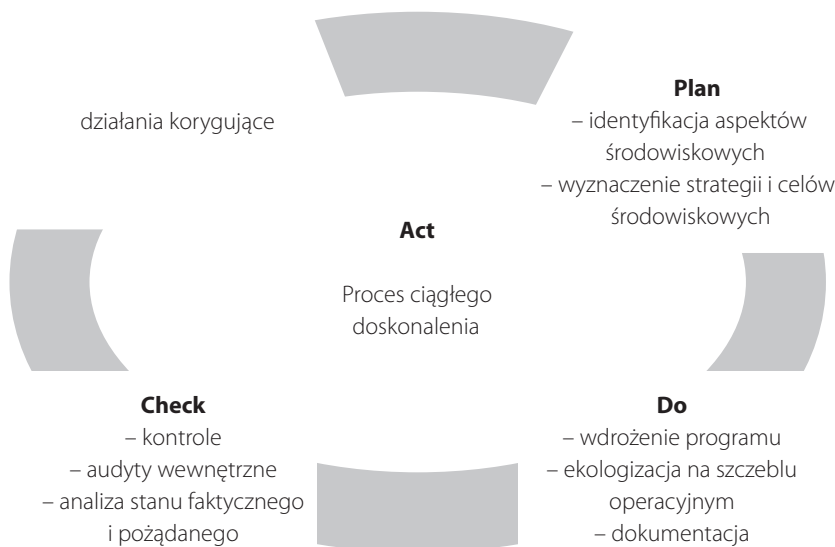 działania korygujące
Plan
– identyfikacja aspektów
środowiskowych
– wyznaczenie strategii i celów
środowiskowych
Act
Proces ciągłego
doskonalenia
Check
– kontrole
– audyty wewnętrzne
– analiza stanu faktycznego
i pożądanego
Do
– wdrożenie programu
– ekologizacja na szczeblu
operacyjnym
– dokumentacja